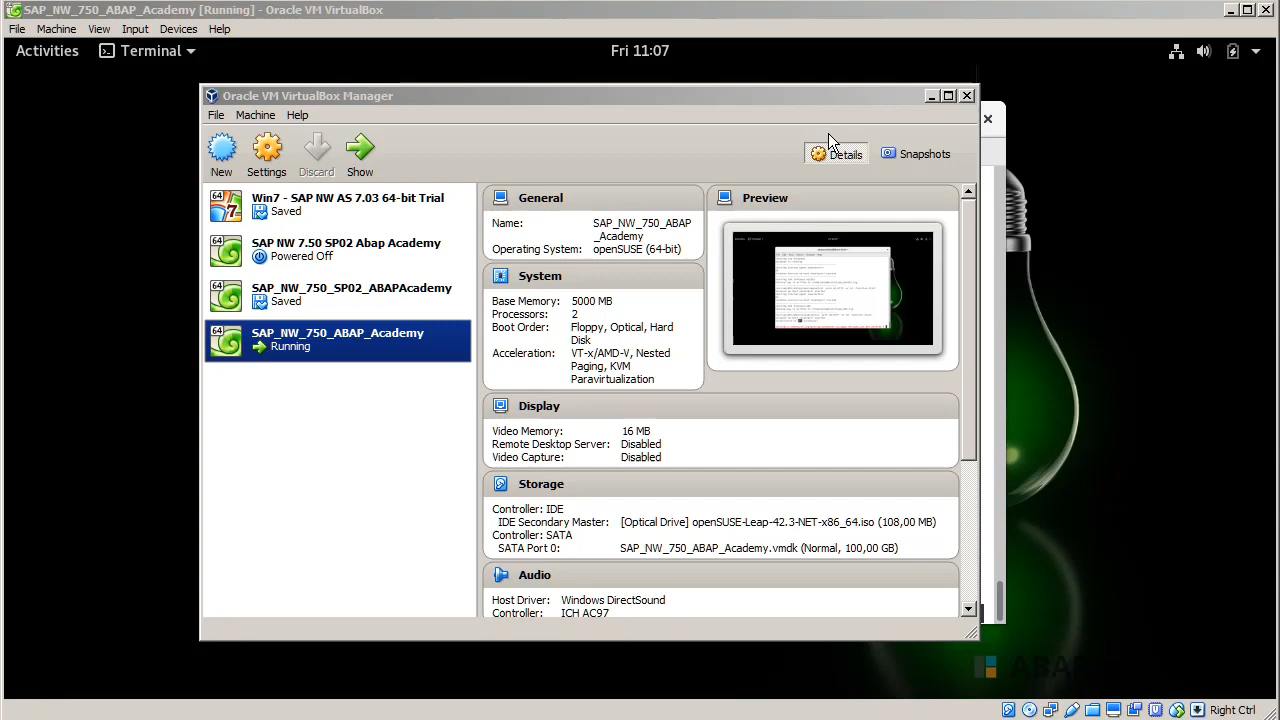 SAP_NW_750_ABAP_Academy [Running] - Oracle VM VirtualBox
File Machine View Input Devices Help
Activities Terminal Fri 11:07
Oracle VM VirtualBox Manager
File Machine Help
New Settings Discard Show Details Snapshots
64 Win7 - SAP NW AS 7.03 64-bit Trial
Saved
64 SAP NW 7.50 SP02 Abap Academy
Powered Off
64 SAP_NW_750_SP02_ABAPAcademy
Saved
64 SAP_NW_750_ABAP_Academy
Running
General
Name: SAP_NW_750_ABAP
_Academy
Operating System: openSUSE (64-bit)
System
Base Memory: 5000 MB
Processors: 2
Boot Order: Floppy, Optical, Hard
Disk
Acceleration: VT-x/AMD-V, Nested
Paging, KVM
Paravirtualization
Preview
Display
Video Memory: 16 MB
Remote Desktop Server: Disabled
Video Capture: Disabled
Storage
Controller: IDE
IDE Secondary Master: [Optical Drive] openSUSE-Leap-42.3-NET-x86_64.iso (108,00 MB)
Controller: SATA
SATA Port 0: SAP_NW_750_ABAP_Academy.vmdk (Normal, 100,00 GB)
Audio
Host Driver: Windows DirectSound
Controller: ICH AC97
Right Ctrl